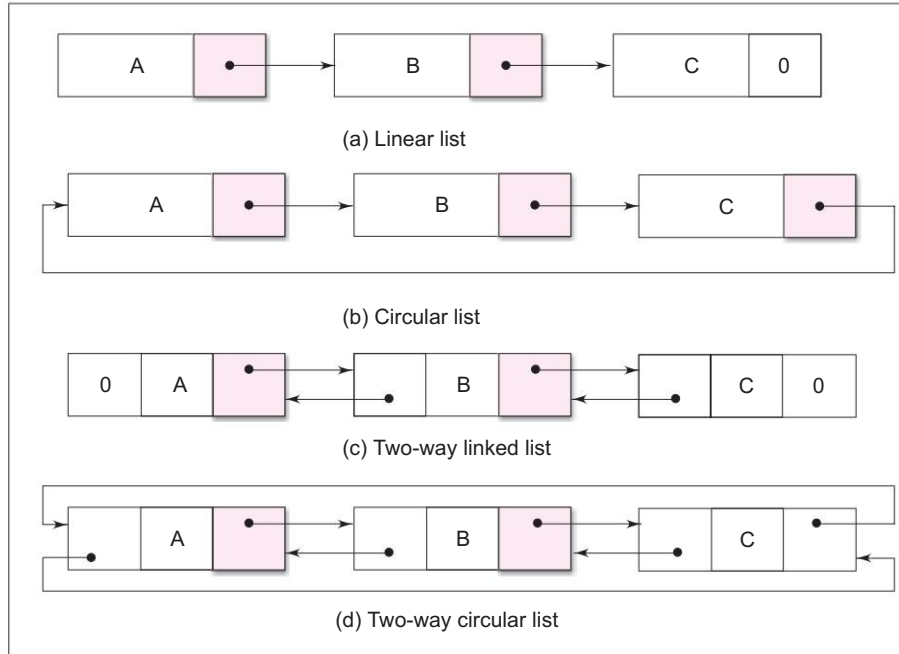 A B C 0
(a) Linear list
A B C
(b) Circular list
0 A B C 0
(c) Two-way linked list
A B C
(d) Two-way circular list